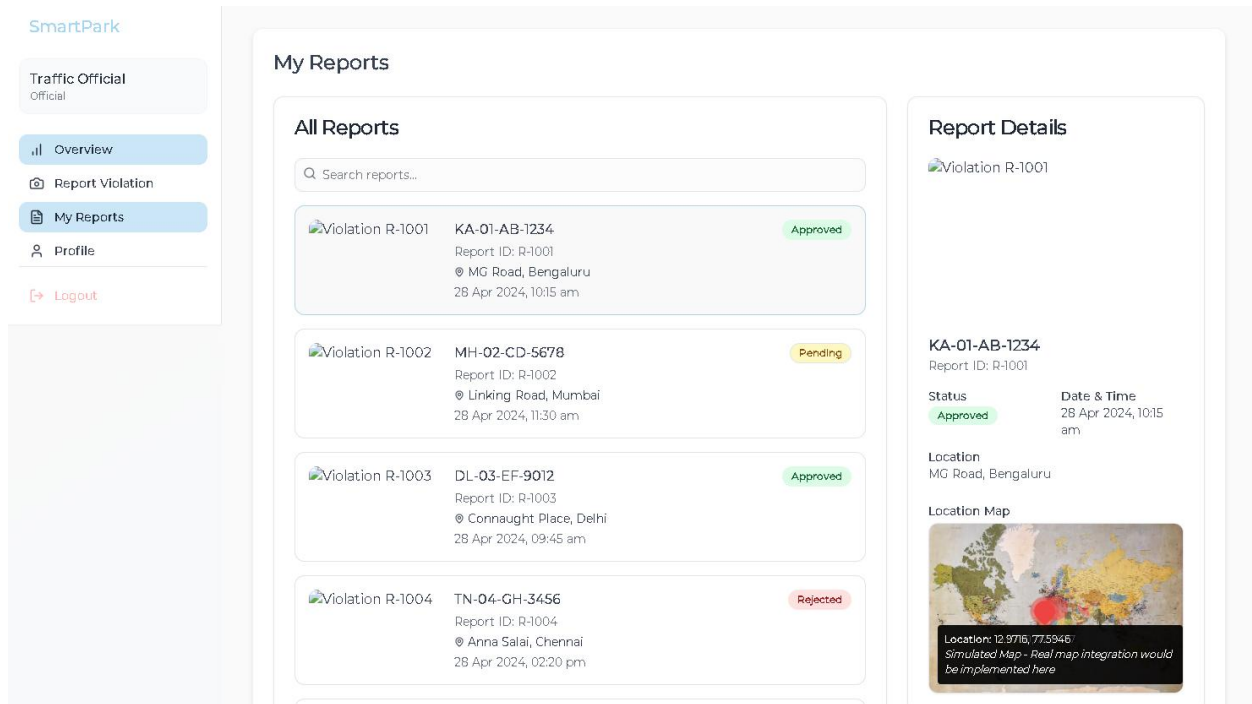 SmartPark
Traffic Official
Official
Overview
Report Violation
My Reports
Profile
Logout
My Reports
All Reports
Search reports...
Violation R-1001
KA-01-AB-1234
Approved
Report ID: R-1001
MG Road, Bengaluru
28 Apr 2024, 10:15 am
Violation R-1002
MH-02-CD-5678
Pending
Report ID: R-1002
Linking Road, Mumbai
28 Apr 2024, 11:30 am
Violation R-1003
DL-03-EF-9012
Approved
Report ID: R-1003
Connaught Place, Delhi
28 Apr 2024, 09:45 am
Violation R-1004
TN-04-GH-3456
Rejected
Report ID: R-1004
Anna Salai, Chennai
28 Apr 2024, 02:20 pm
Report Details
Violation R-1001
KA-01-AB-1234
Report ID: R-1001
Status
Approved
Date & Time
28 Apr 2024, 10:15
am
Location
MG Road, Bengaluru
Location Map
Location: 12.9716, 77.5946
Simulated Map - Real map integration would
be implemented here